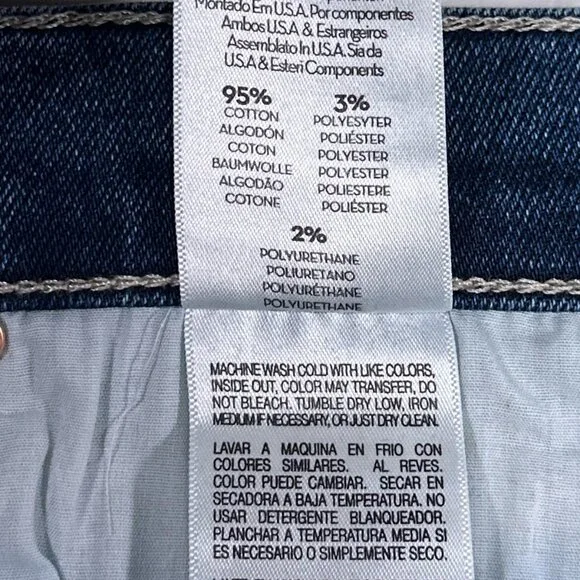 Montado Em U.S.A. Por componentes
Ambos U.S.A & Estrangeiros
Assemblato In U.S.A. Sia da
U.S.A & Esteri Components
95%
COTTON
ALGODÓN
COTON
BAUMWOLLE
ALGODÃO
COTONE
3%
POLYESYTER
POLIÉSTER
POLYESTER
POLYESTER
POLIESTERE
POLIÉSTER
2%
POLYURETHANE
POLIURETANO
POLYURÉTHANE
POLYURETHANE
MACHINE WASH COLD WITH LIKE COLORS,
INSIDE OUT, COLOR MAY TRANSFER, DO
NOT BLEACH. TUMBLE DRY LOW, IRON
MEDIUM IF NECESSARY, OR JUST DRY CLEAN.
LAVAR A MAQUINA EN FRIO CON
COLORES SIMILARES. AL REVES.
COLOR PUEDE CAMBIAR. SECAR EN
SECADORA A BAJA TEMPERATURA. NO
USAR DETERGENTE BLANQUEADOR.
PLANCHAR A TEMPERATURA MEDIA SI
ES NECESARIO O SIMPLEMENTE SECO.